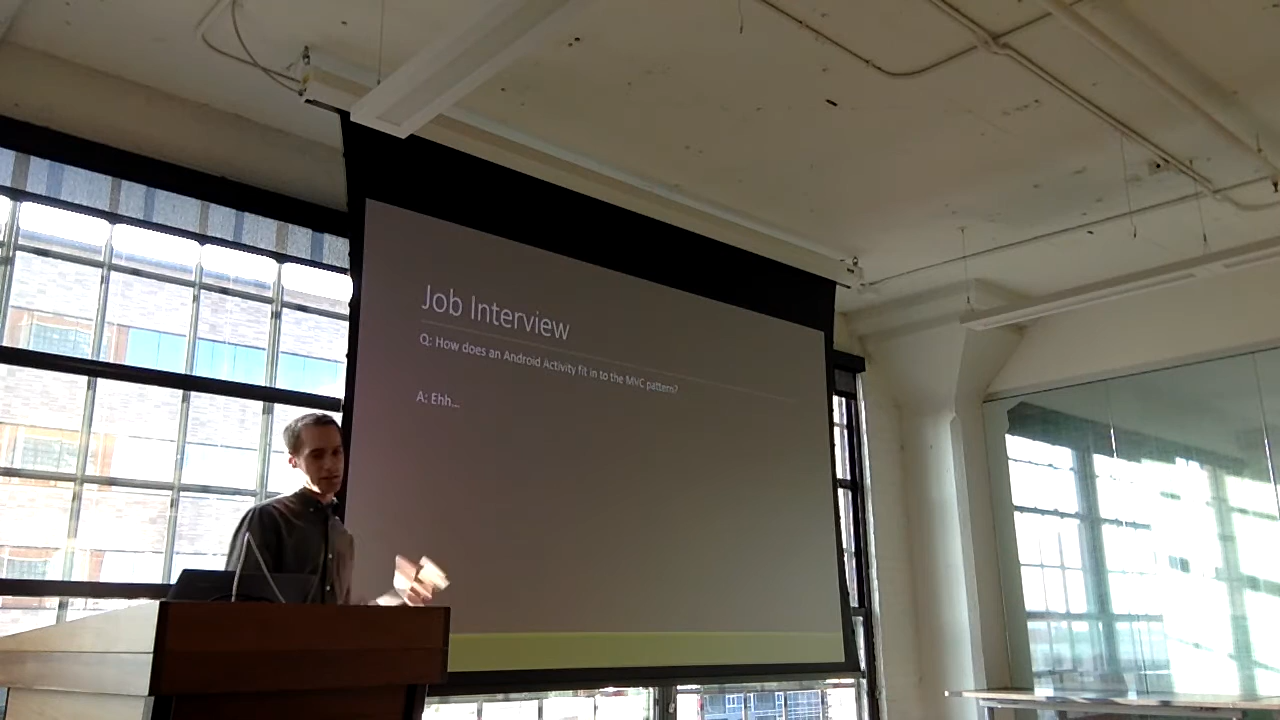 Job Interview
Q: How does an Android Activity fit in to the MVC pattern?
A: Ehh...